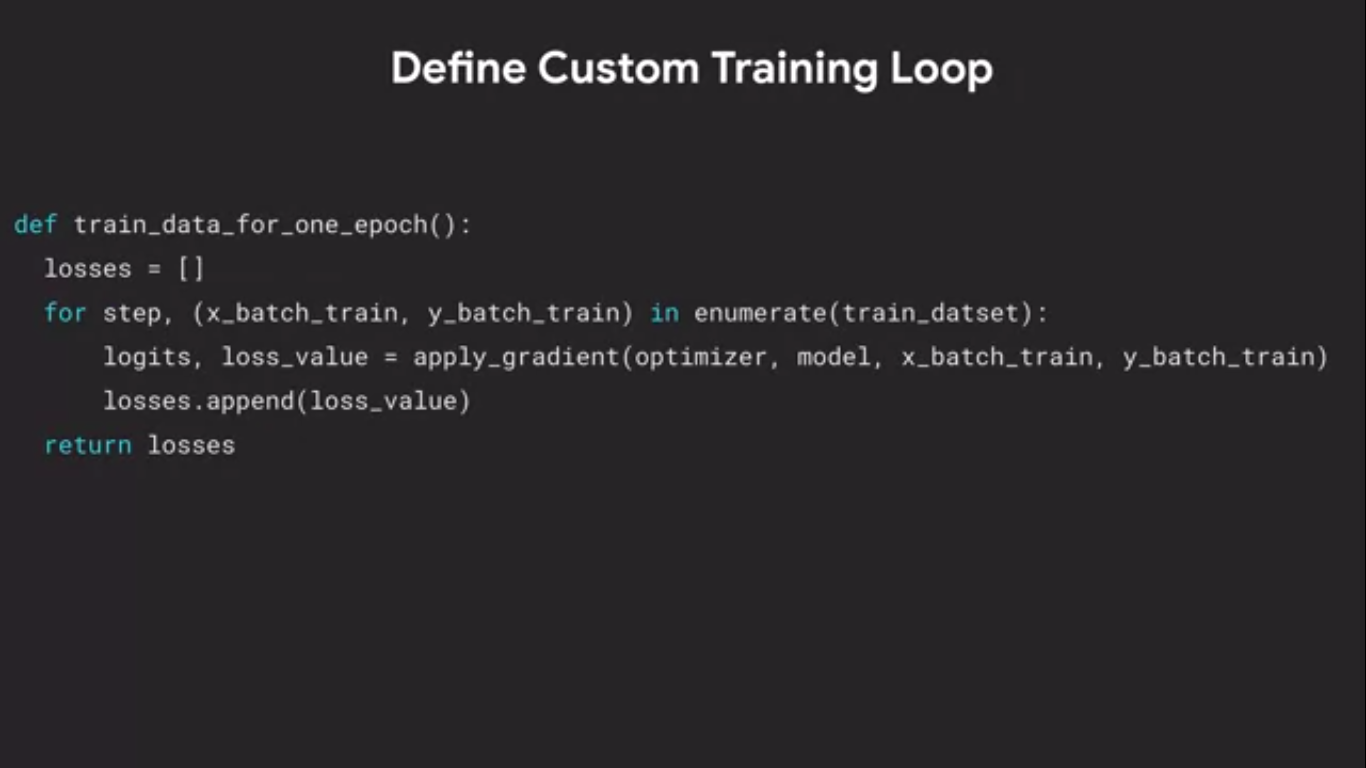 Define Custom Training Loop
def train_data_for_one_epoch():
  losses = []
  for step, (x_batch_train, y_batch_train) in enumerate(train_datset):
      logits, loss_value = apply_gradient(optimizer, model, x_batch_train, y_batch_train)
      losses.append(loss_value)
  return losses